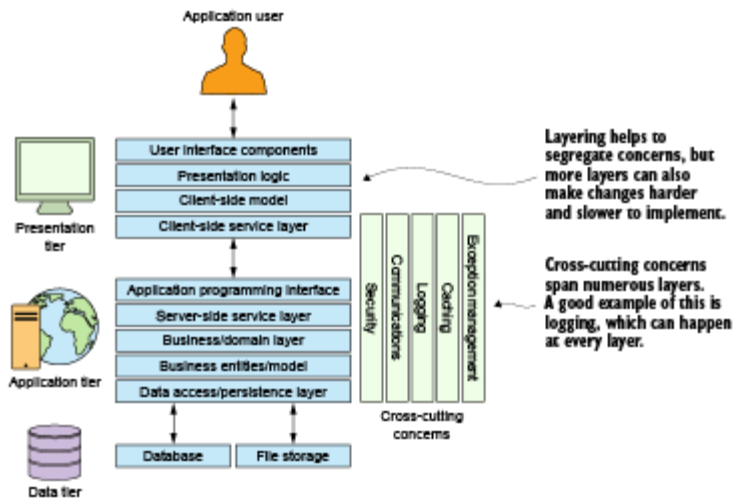 Application user
User interface components
Presentation logic
Client-side model
Client-side service layer
Presentation
tier
Layering helps to
segregate concerns, but
more layers can also
make changes harder
and slower to implement.
Application programming interface
Server-side service layer
Business/domain layer
Business entities/model
Data access/persistence layer
Application tier
Security
Communications
Logging
Caching
Exception management
Cross-cutting
concerns
Cross-cutting concerns
span numerous layers.
A good example of this is
logging, which can happen
at every layer.
Database
File storage
Data tier